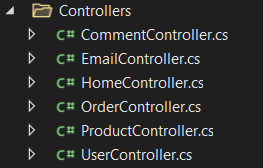 Controllers
C# CommentController.cs
C# EmailController.cs
C# HomeController.cs
C# OrderController.cs
C# ProductController.cs
C# UserController.cs